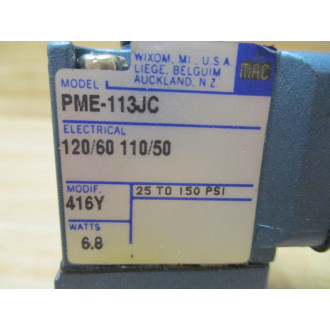 WIXOM, MI, U.S.A.
LIEGE, BELGUIM
AUCKLAND, N.Z.
MAC
MODEL
PME-113JC
ELECTRICAL
120/60 110/50
MODIF.
416Y
25 TO 150 PSI
WATTS
6.8